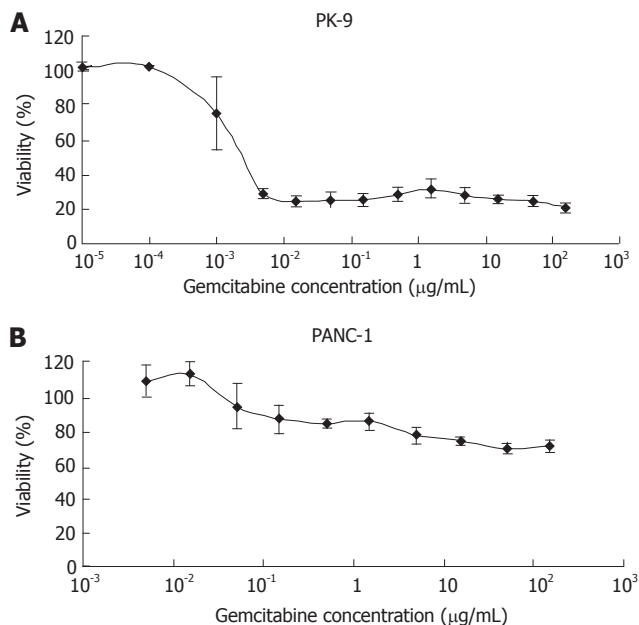 A
PK-9
120
100
80
60
40
20
0
Viability (%)
10⁻⁵ 10⁻⁴ 10⁻³ 10⁻² 10⁻¹ 1 10 10² 10³
Gemcitabine concentration (μg/mL)
B
PANC-1
120
100
80
60
40
20
0
Viability (%)
10⁻³ 10⁻² 10⁻¹ 1 10 10² 10³
Gemcitabine concentration (μg/mL)